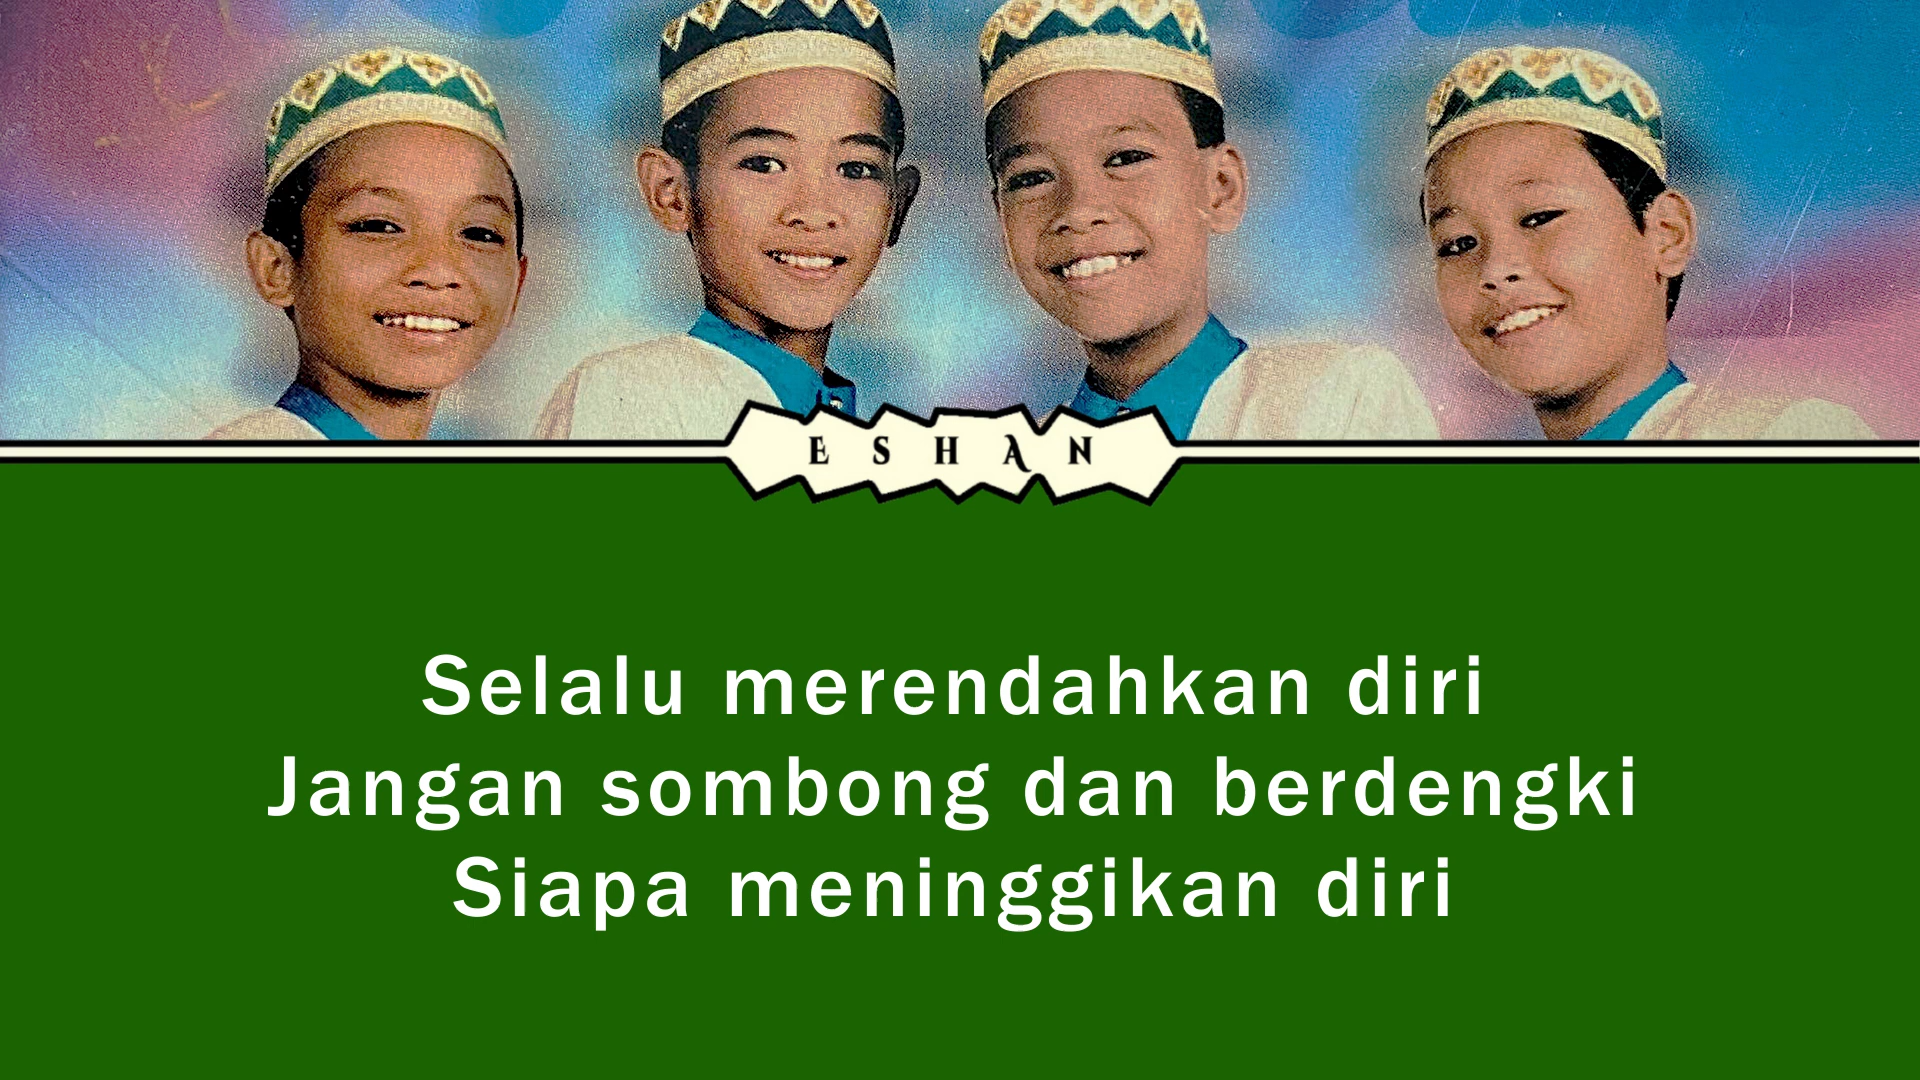 ESHAN
Selalu merendahkan diri
Jangan sombong dan berdengki
Siapa meninggikan diri